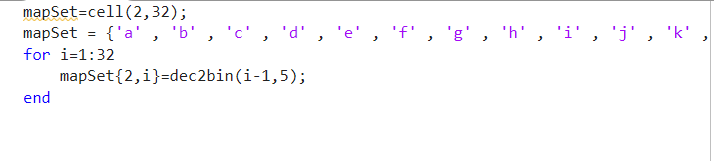 mapSet=cell(2,32);
mapSet = {'a' , 'b' , 'c' , 'd' , 'e' , 'f' , 'g' , 'h' , 'i' , 'j' , 'k' ,
for i=1:32
    mapSet{2,i}=dec2bin(i-1,5);
end